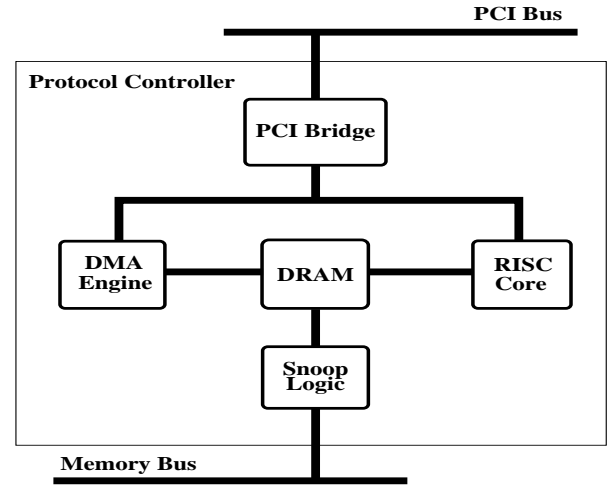 PCI Bus
Protocol Controller
PCI Bridge
DMA
Engine
DRAM
RISC
Core
Snoop
Logic
Memory Bus